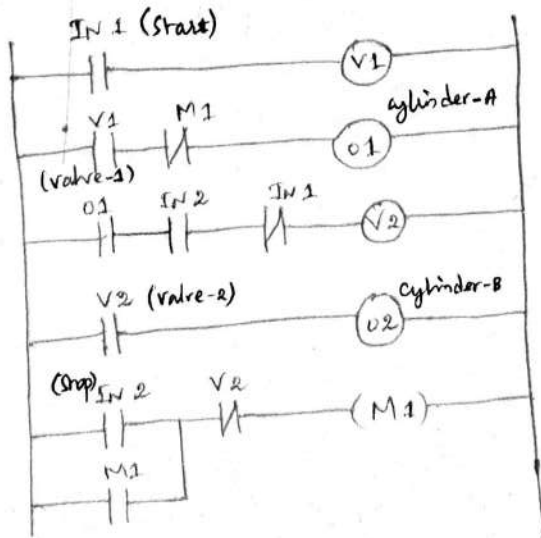 IN 1 (Start)
V1
V1 M1 cylinder-A
01
(valve-1)
01 IN 2 IN 1
V2
V2 (valve-2) cylinder-B
02
(Stop) IN 2 V2
(M1)
M1